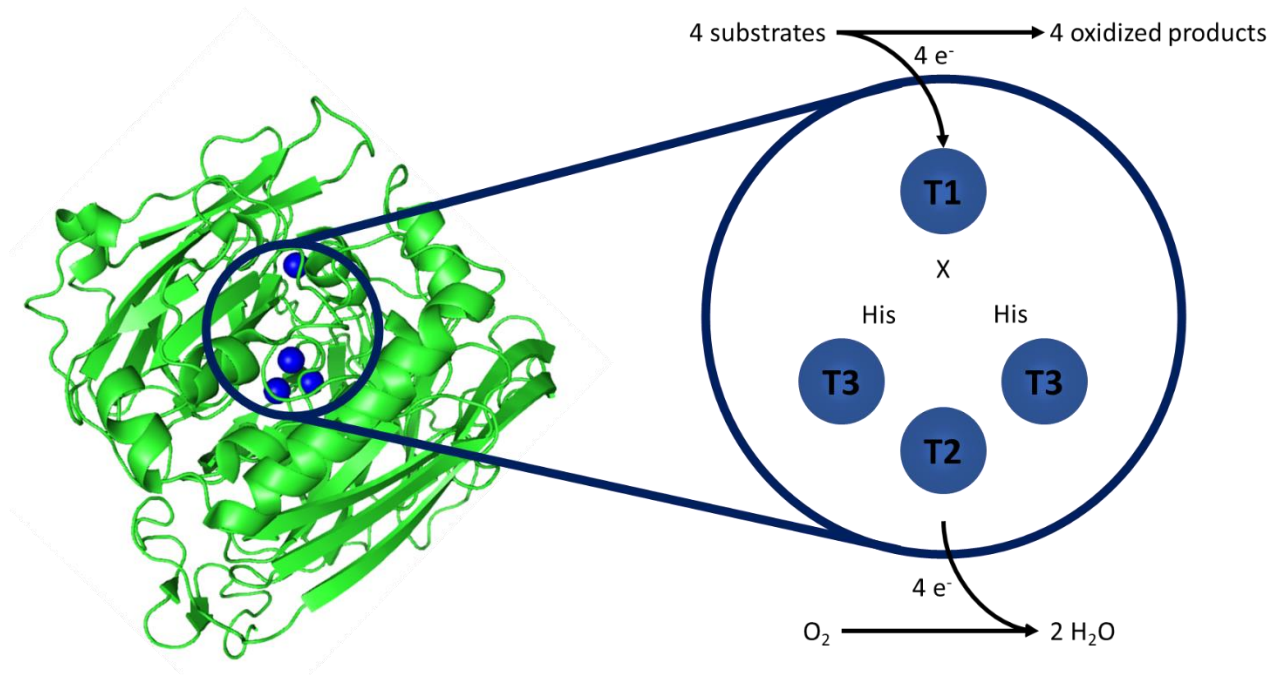 4 substrates
4 oxidized products
4 e⁻
T1
X
His
His
T3
T3
T2
4 e⁻
O₂
2 H₂O